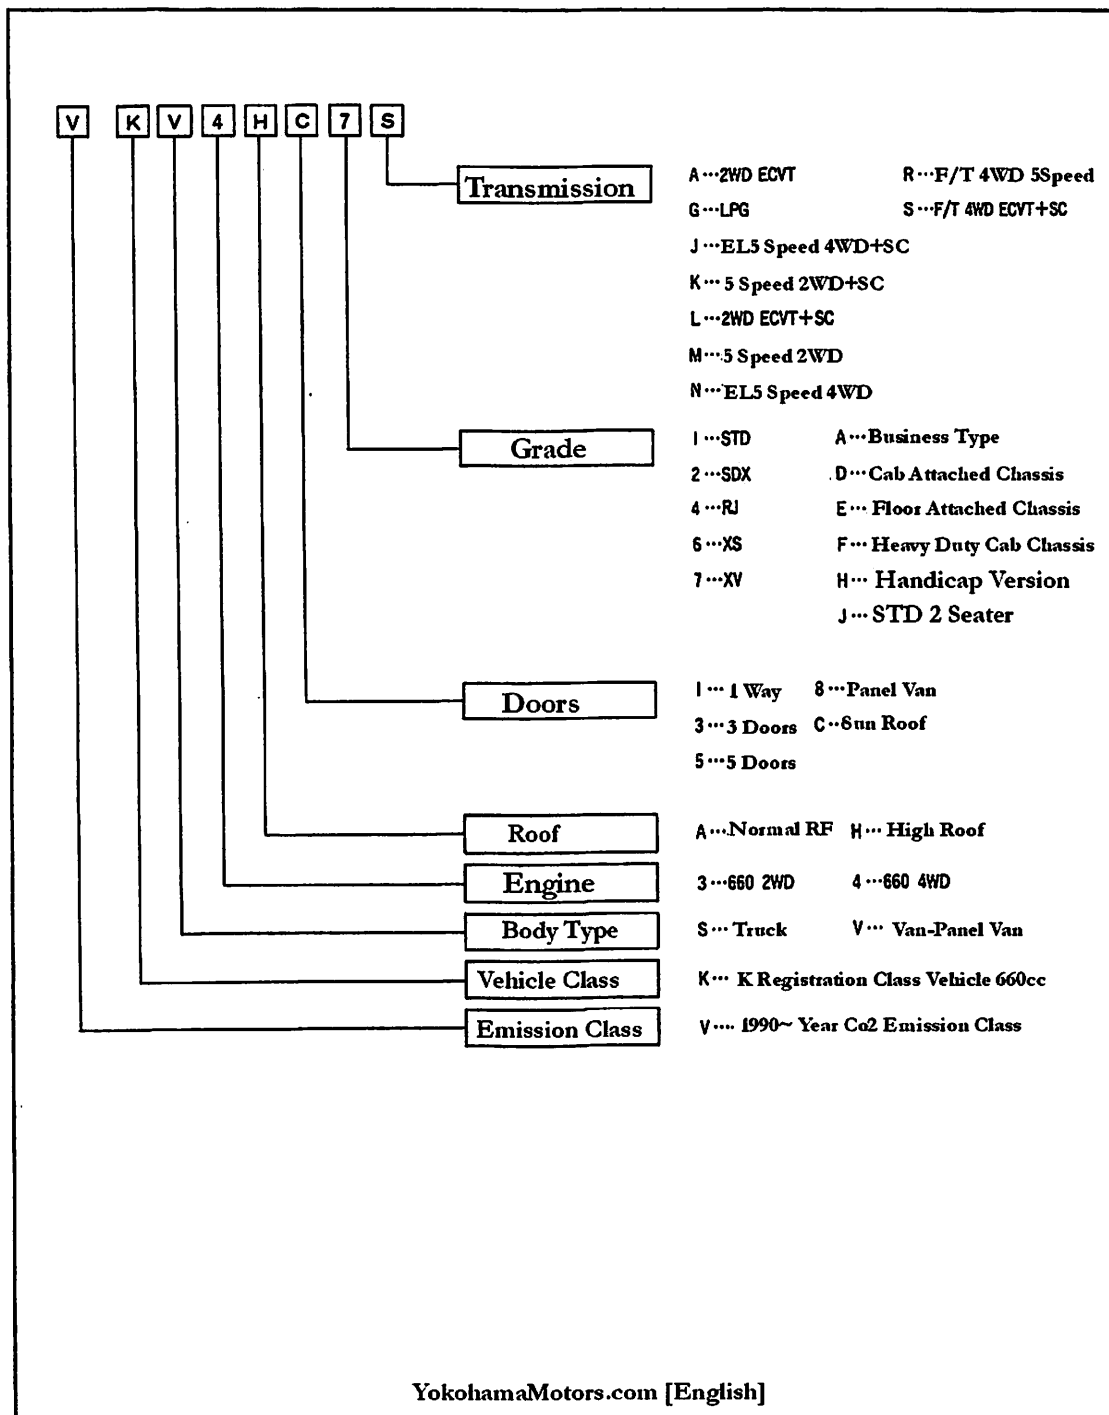 V K V 4 H C 7 S
Transmission
A…2WD ECVT R…F/T 4WD 5Speed
G…LPG S…F/T 4WD ECVT+SC
J…EL5 Speed 4WD+SC
K…5 Speed 2WD+SC
L…2WD ECVT+SC
M…5 Speed 2WD
N…EL5 Speed 4WD
Grade
1…STD A…Business Type
2…SDX D…Cab Attached Chassis
4…RJ E…Floor Attached Chassis
6…XS F…Heavy Duty Cab Chassis
7…XV H…Handicap Version
J…STD 2 Seater
Doors
1…1 Way 8…Panel Van
3…3 Doors C…Sun Roof
5…5 Doors
Roof
A…Normal RF H…High Roof
Engine
3…660 2WD 4…660 4WD
Body Type
S…Truck V…Van-Panel Van
Vehicle Class
K…K Registration Class Vehicle 660cc
Emission Class
V….1990~ Year Co2 Emission Class
YokohamaMotors.com [English]